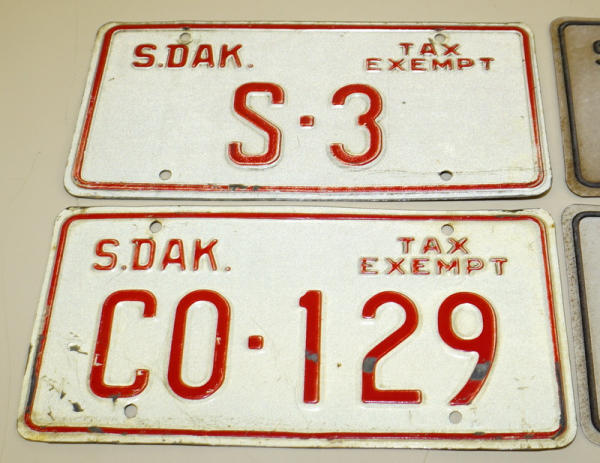 S.DAK. TAX
EXEMPT
S·3
S.DAK. TAX
EXEMPT
CO·129